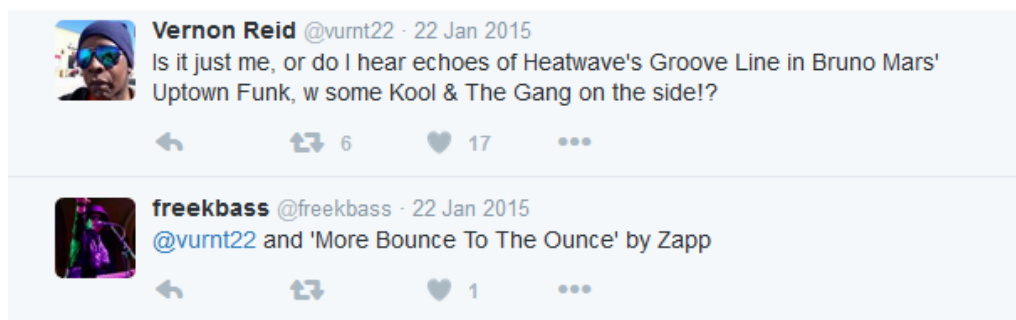 Vernon Reid @vurnt22 · 22 Jan 2015
Is it just me, or do I hear echoes of Heatwave's Groove Line in Bruno Mars'
Uptown Funk, w some Kool & The Gang on the side!?
6 17
freekbass @freekbass · 22 Jan 2015
@vurnt22 and 'More Bounce To The Ounce' by Zapp
1